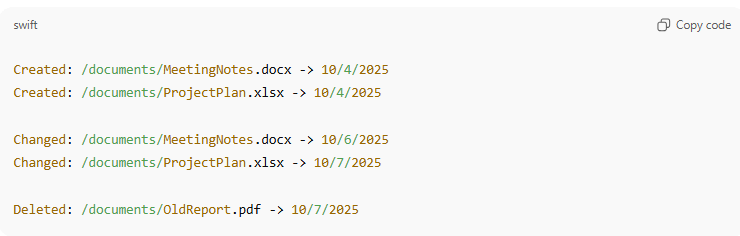 swift
Copy code
Created: /documents/MeetingNotes.docx -> 10/4/2025
Created: /documents/ProjectPlan.xlsx -> 10/4/2025
Changed: /documents/MeetingNotes.docx -> 10/6/2025
Changed: /documents/ProjectPlan.xlsx -> 10/7/2025
Deleted: /documents/OldReport.pdf -> 10/7/2025